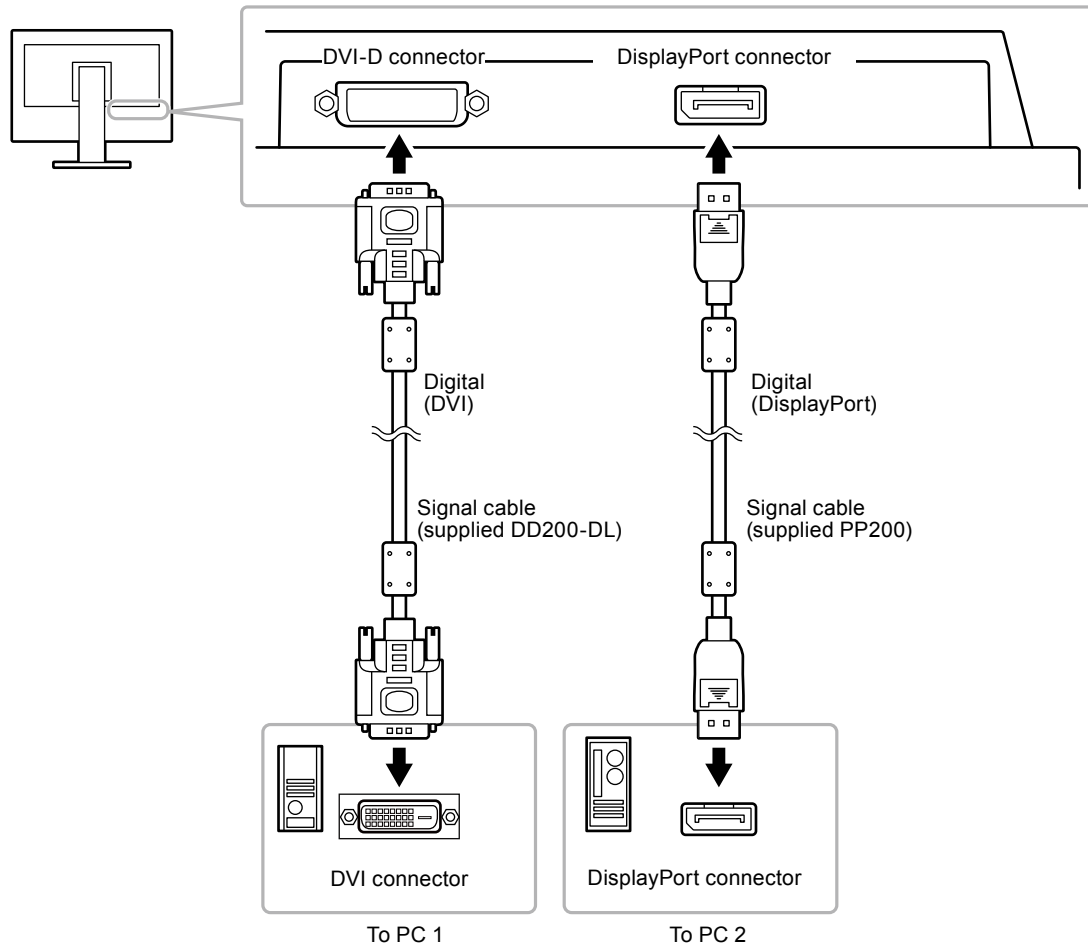 DVI-D connector
DisplayPort connector
Digital
(DVI)
Digital
(DisplayPort)
Signal cable
(supplied DD200-DL)
Signal cable
(supplied PP200)
DVI connector
DisplayPort connector
To PC 1
To PC 2